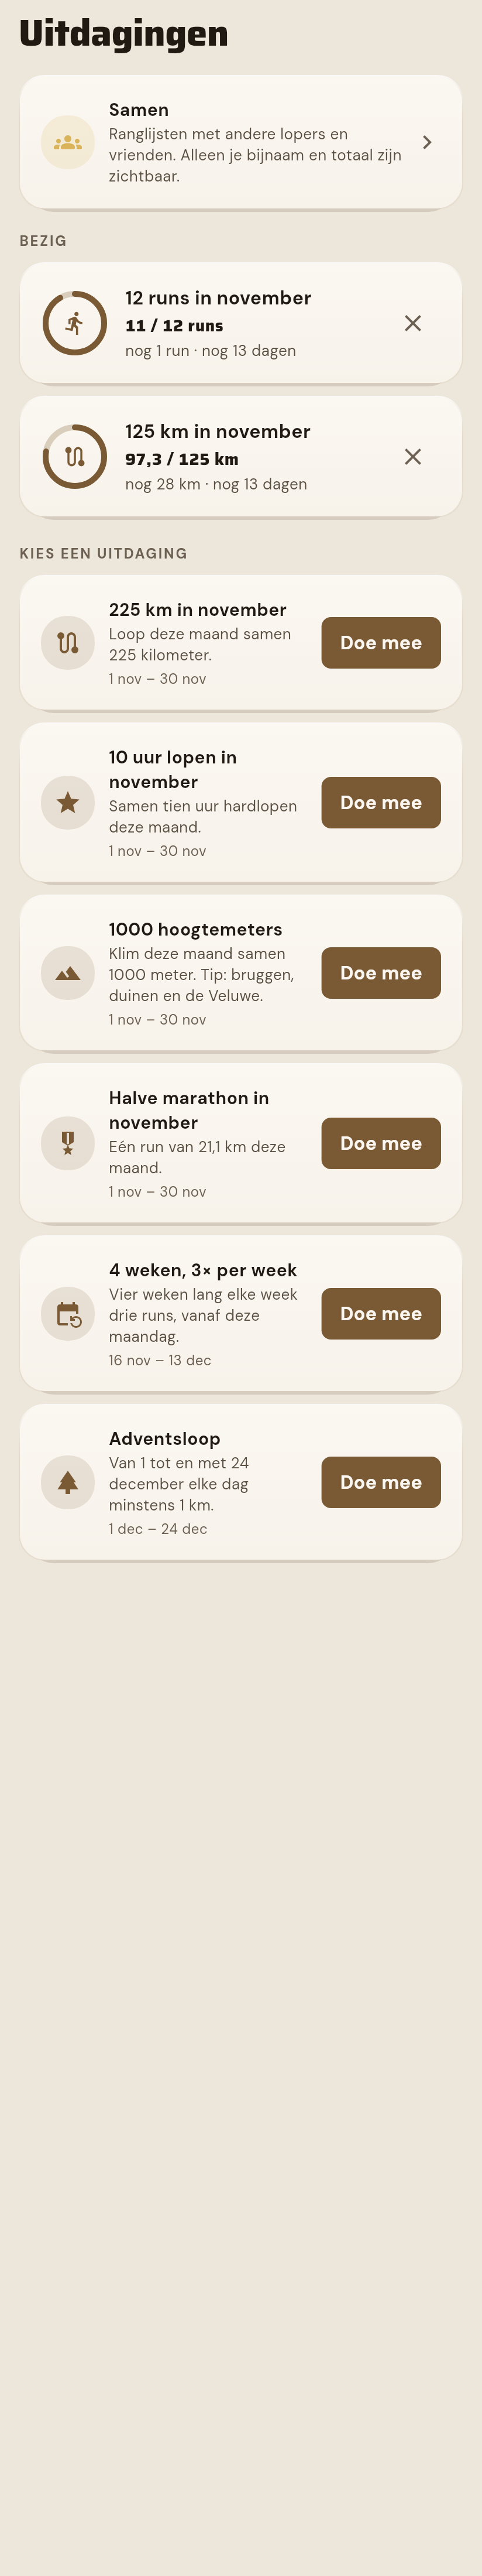 Uitdagingen
Samen
Ranglijsten met andere lopers en
vrienden. Alleen je bijnaam en totaal zijn
zichtbaar.
BEZIG
12 runs in november
11 / 12 runs
nog 1 run · nog 13 dagen
125 km in november
97,3 / 125 km
nog 28 km · nog 13 dagen
KIES EEN UITDAGING
225 km in november
Loop deze maand samen
225 kilometer.
1 nov – 30 nov
Doe mee
10 uur lopen in
november
Samen tien uur hardlopen
deze maand.
1 nov – 30 nov
Doe mee
1000 hoogtemeters
Klim deze maand samen
1000 meter. Tip: bruggen,
duinen en de Veluwe.
1 nov – 30 nov
Doe mee
Halve marathon in
november
Eén run van 21,1 km deze
maand.
1 nov – 30 nov
Doe mee
4 weken, 3× per week
Vier weken lang elke week
drie runs, vanaf deze
maandag.
16 nov – 13 dec
Doe mee
Adventsloop
Van 1 tot en met 24
december elke dag
minstens 1 km.
1 dec – 24 dec
Doe mee